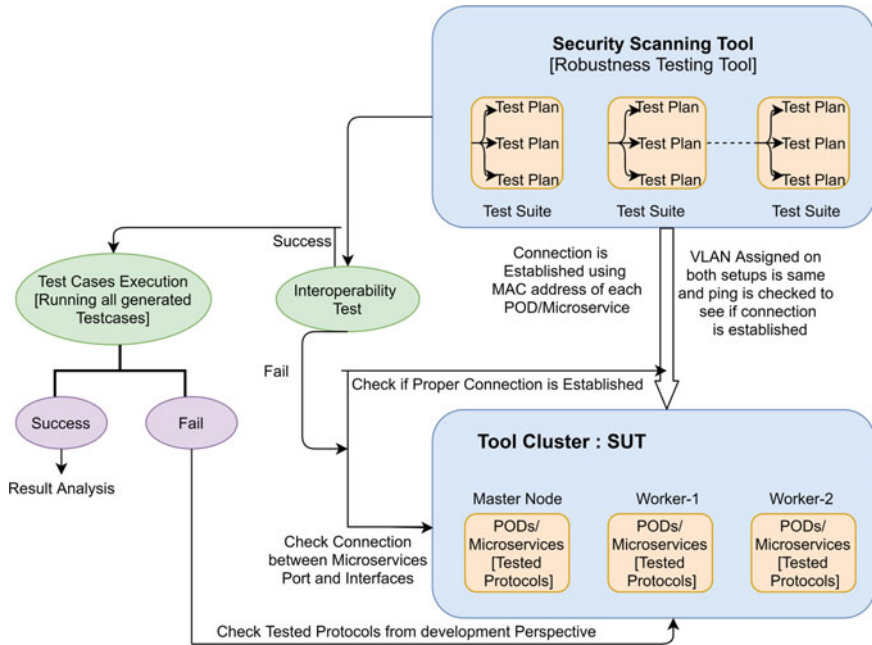 Security Scanning Tool
[Robustness Testing Tool]
Test Plan
Test Plan
Test Plan
Test Suite
Test Plan
Test Plan
Test Plan
Test Suite
Test Plan
Test Plan
Test Plan
Test Suite
Success
Test Cases Execution
[Running all generated
Testcases]
Interoperability
Test
Connection is
Established using
MAC address of each
POD/Microservice
VLAN Assigned on
both setups is same
and ping is checked to
see if connection
is established
Fail
Check if Proper Connection is Established
Success
Fail
Result Analysis
Tool Cluster : SUT
Master Node
PODs/
Microservices
[Tested
Protocols]
Worker-1
PODs/
Microservices
[Tested
Protocols]
Worker-2
PODs/
Microservices
[Tested
Protocols]
Check Connection
between Microservices
Port and Interfaces
Check Tested Protocols from development Perspective